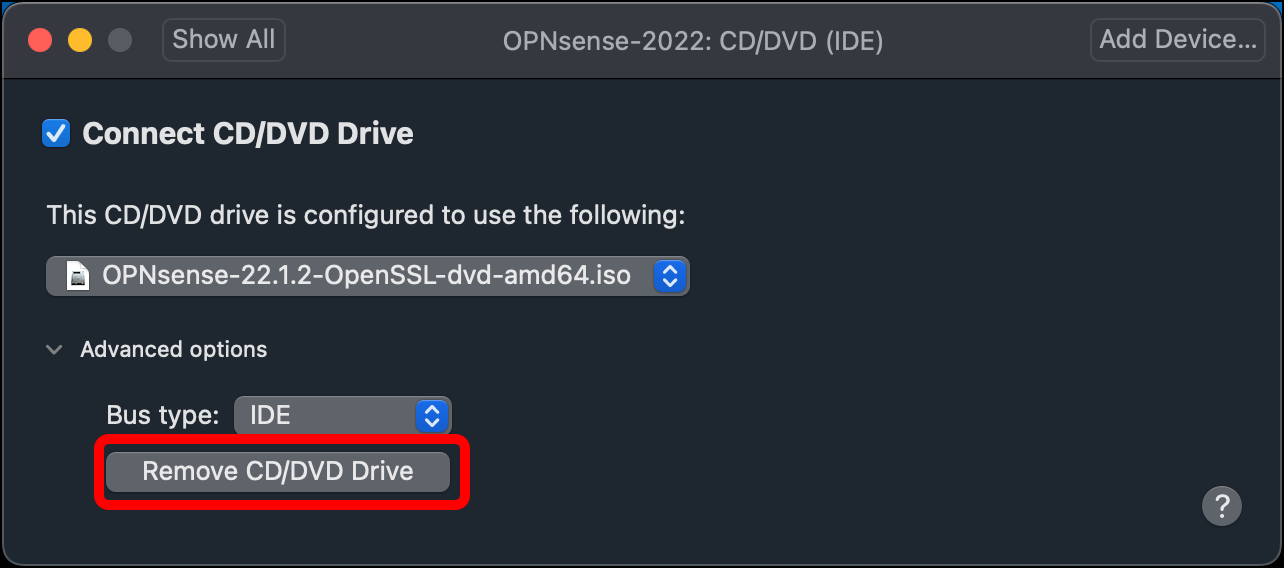 Show All
OPNsense-2022: CD/DVD (IDE)
Add Device...
Connect CD/DVD Drive
This CD/DVD drive is configured to use the following:
OPNsense-22.1.2-OpenSSL-dvd-amd64.iso
Advanced options
Bus type: IDE
Remove CD/DVD Drive
?